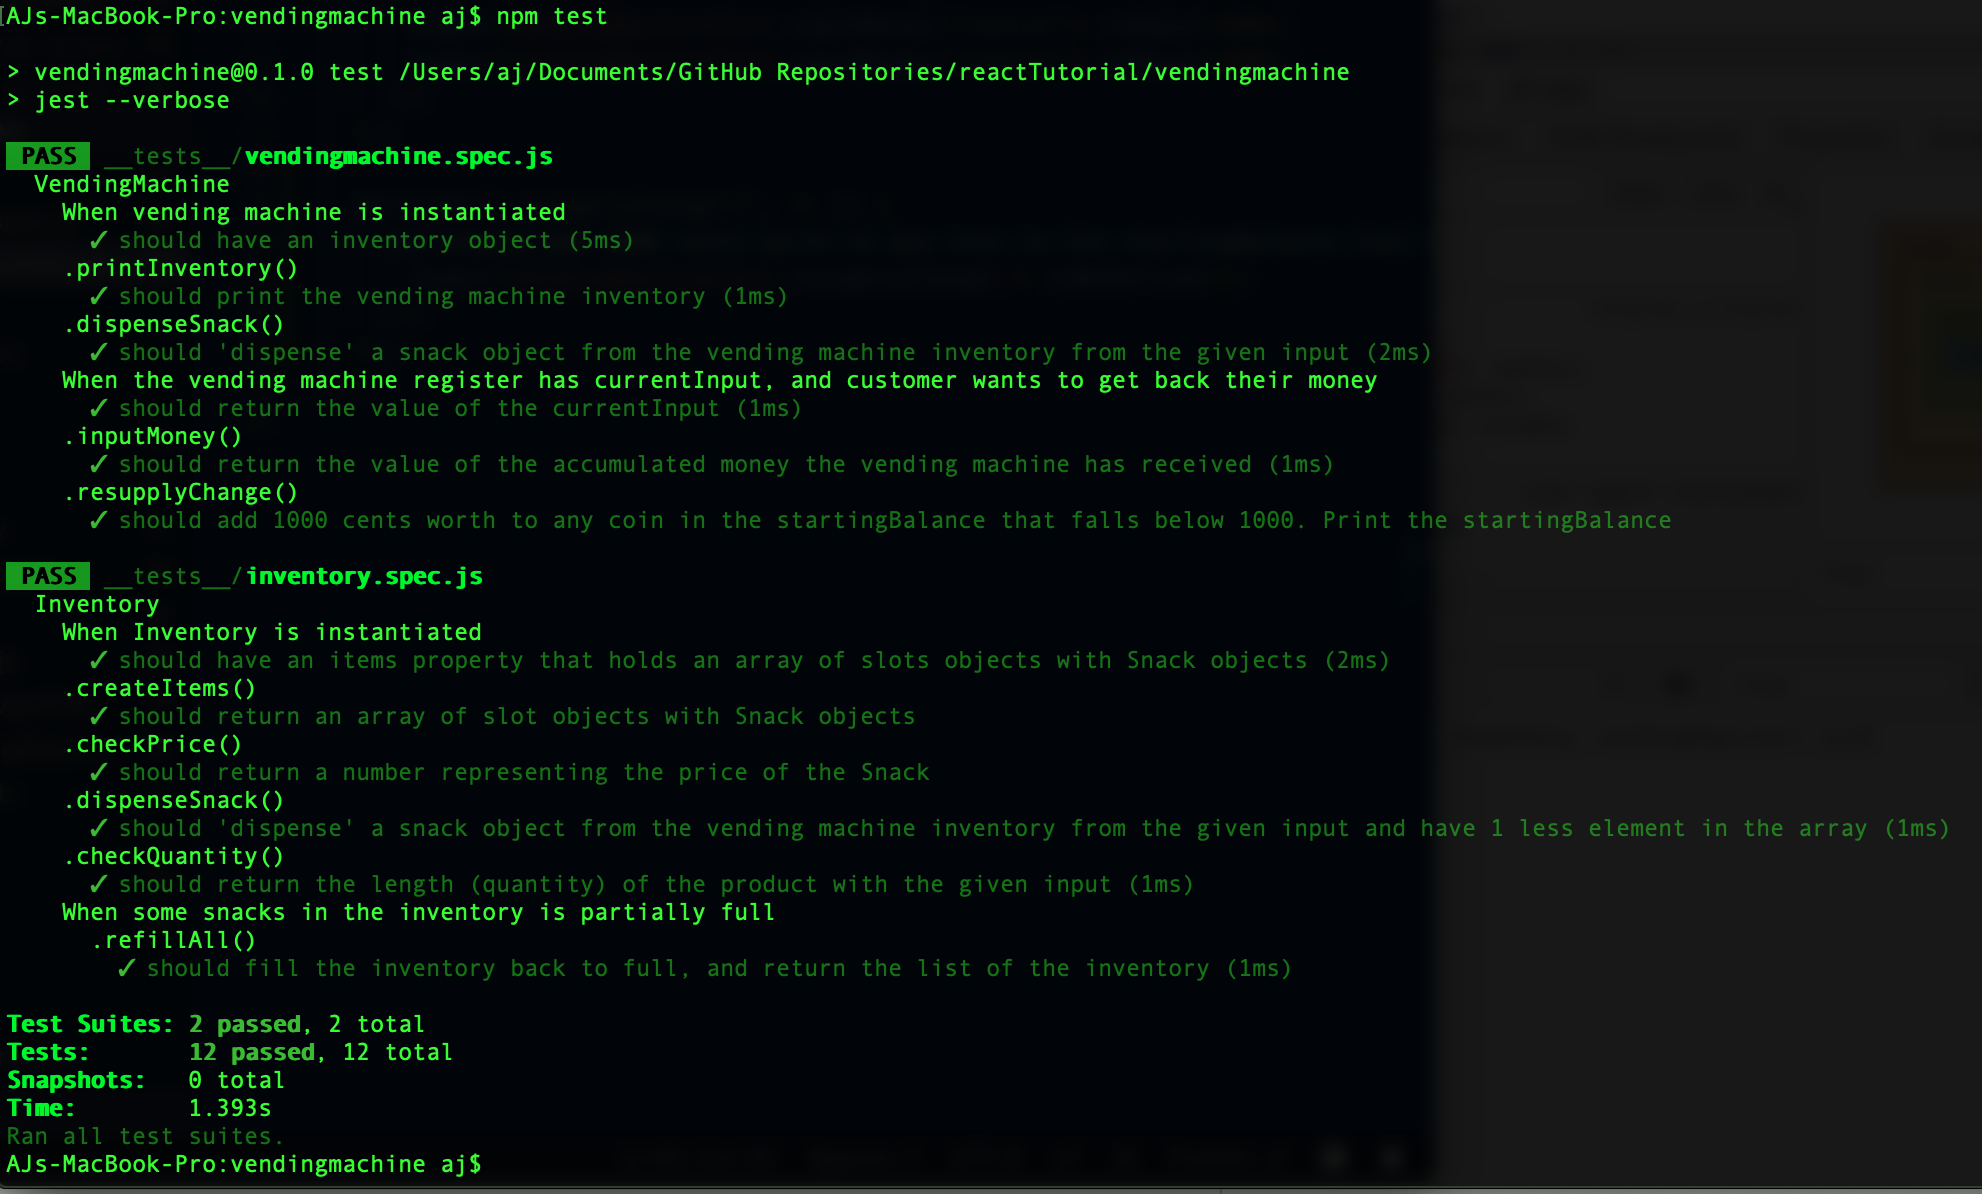 AJs-MacBook-Pro:vendingmachine aj$ npm test
> vendingmachine@0.1.0 test /Users/aj/Documents/GitHub Repositories/reactTutorial/vendingmachine
> jest --verbose
PASS __tests__/vendingmachine.spec.js
VendingMachine
When vending machine is instantiated
✓ should have an inventory object (5ms)
.printInventory()
✓ should print the vending machine inventory (1ms)
.dispenseSnack()
✓ should 'dispense' a snack object from the vending machine inventory from the given input (2ms)
When the vending machine register has currentInput, and customer wants to get back their money
✓ should return the value of the currentInput (1ms)
.inputMoney()
✓ should return the value of the accumulated money the vending machine has received (1ms)
.resupplyChange()
✓ should add 1000 cents worth to any coin in the startingBalance that falls below 1000. Print the startingBalance
PASS __tests__/inventory.spec.js
Inventory
When Inventory is instantiated
✓ should have an items property that holds an array of slots objects with Snack objects (2ms)
.createItems()
✓ should return an array of slot objects with Snack objects
.checkPrice()
✓ should return a number representing the price of the Snack
.dispenseSnack()
✓ should 'dispense' a snack object from the vending machine inventory from the given input and have 1 less element in the array (1ms)
.checkQuantity()
✓ should return the length (quantity) of the product with the given input (1ms)
When some snacks in the inventory is partially full
.refillAll()
✓ should fill the inventory back to full, and return the list of the inventory (1ms)
Test Suites: 2 passed, 2 total
Tests: 12 passed, 12 total
Snapshots: 0 total
Time: 1.393s
Ran all test suites.
AJs-MacBook-Pro:vendingmachine aj$